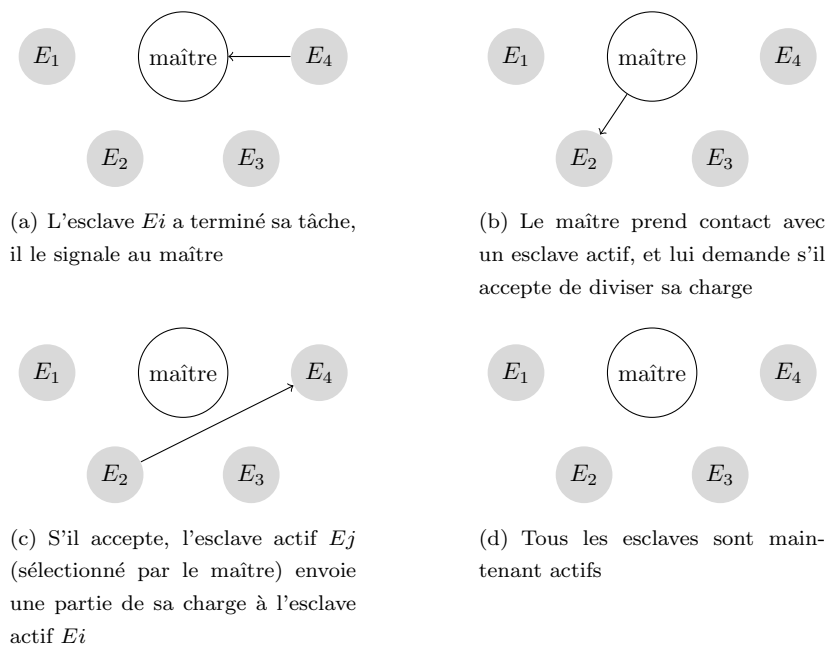 E1 maître E4
E2 E3
(a) L'esclave Ei a terminé sa tâche,
il le signale au maître
E1 maître E4
E2 E3
(b) Le maître prend contact avec
un esclave actif, et lui demande s'il
accepte de diviser sa charge
E1 maître E4
E2 E3
(c) S'il accepte, l'esclave actif Ej
(sélectionné par le maître) envoie
une partie de sa charge à l'esclave
actif Ei
E1 maître E4
E2 E3
(d) Tous les esclaves sont main-
tenant actifs